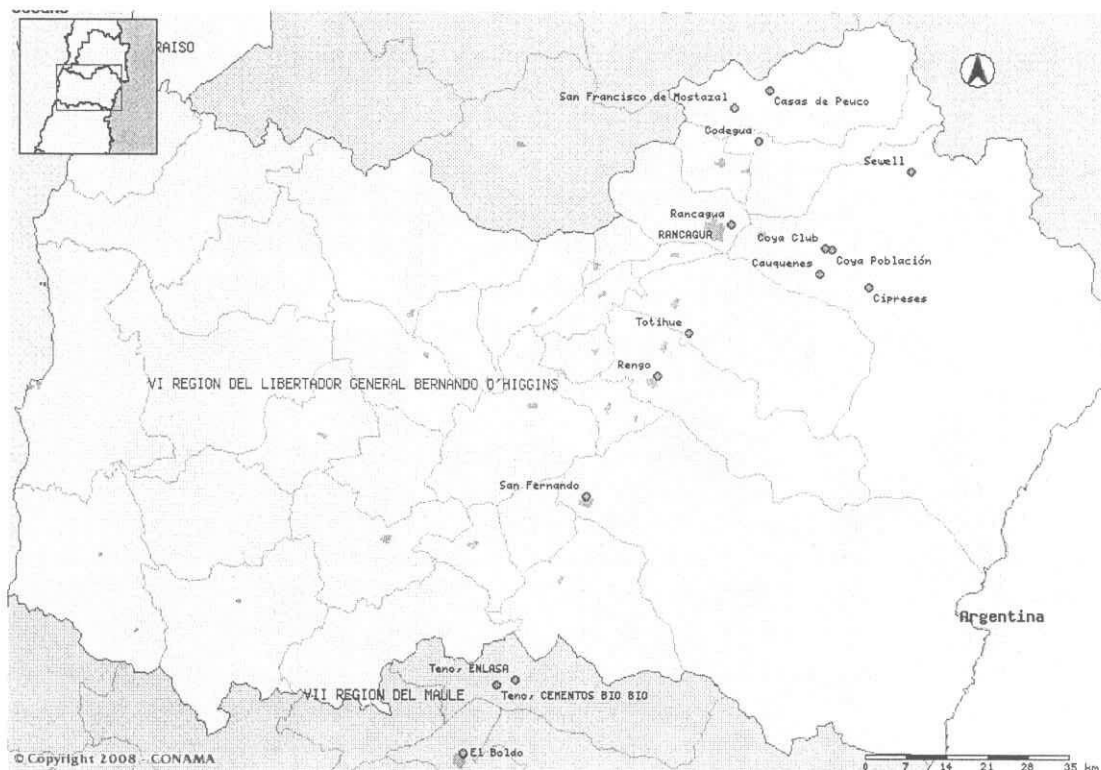 RAISO
San Francisco de Mostazal
Casas de Peuco
Codegua
Sewell
Rancagua
RANCAGUA
Coya Club
Coya Población
Cauquenes
Cipreses
Totihue
Rengo
VI REGION DEL LIBERTADOR GENERAL BERNANDO O'HIGGINS
San Fernando
Argentina
Teno, ENLASA
VII REGION DEL MAULE
Teno, CEMENTOS BIO BIO
El Boldo
© Copyright 2008 - CONAMA
0 7 14 21 28 35 km